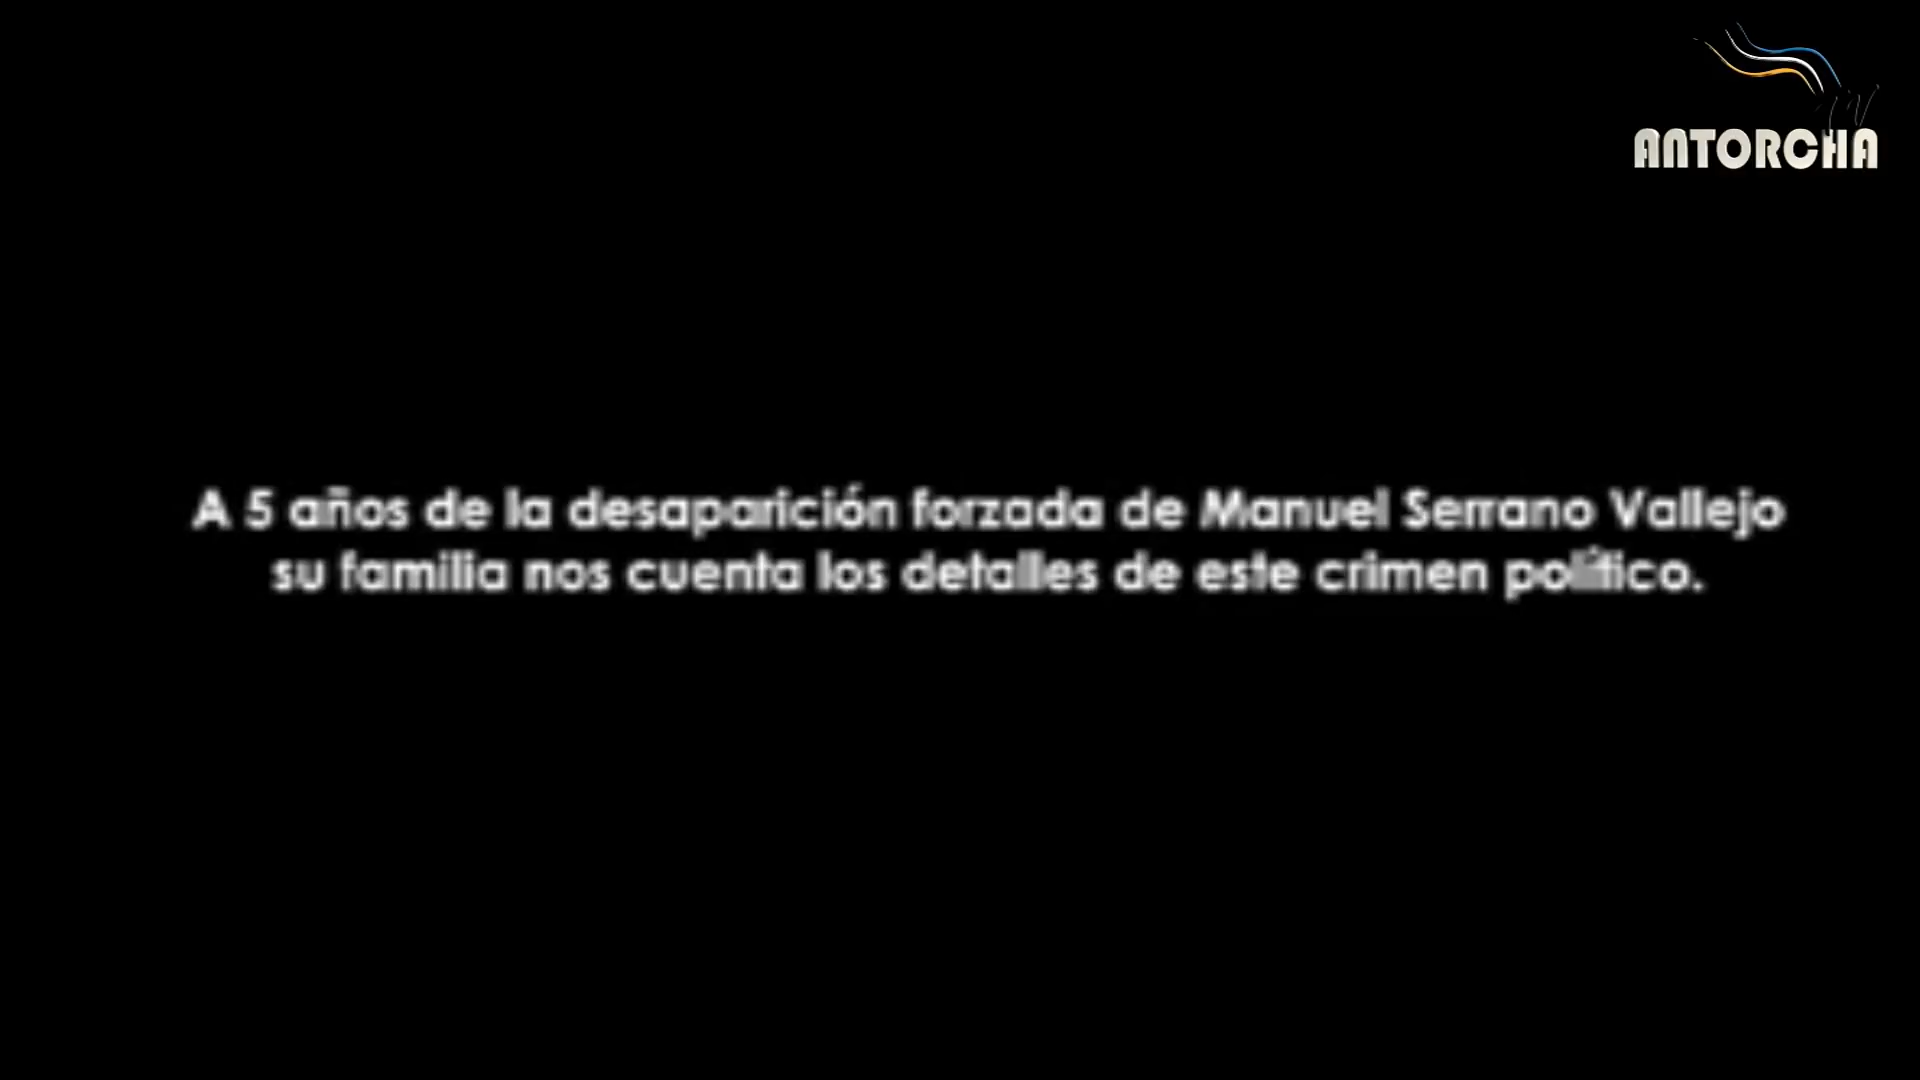 ANTORCHA
A 5 años de la desaparición forzada de Manuel Serrano Vallejo
su familia nos cuenta los detalles de este crimen político.